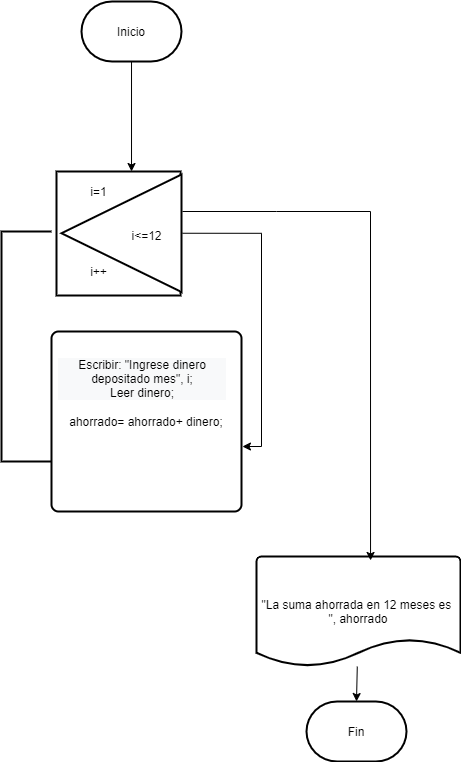 Inicio
i=1
i<=12
i++
Escribir: "Ingrese dinero
depositado mes", i;
Leer dinero;
ahorrado= ahorrado+ dinero;
"La suma ahorrada en 12 meses es
", ahorrado
Fin